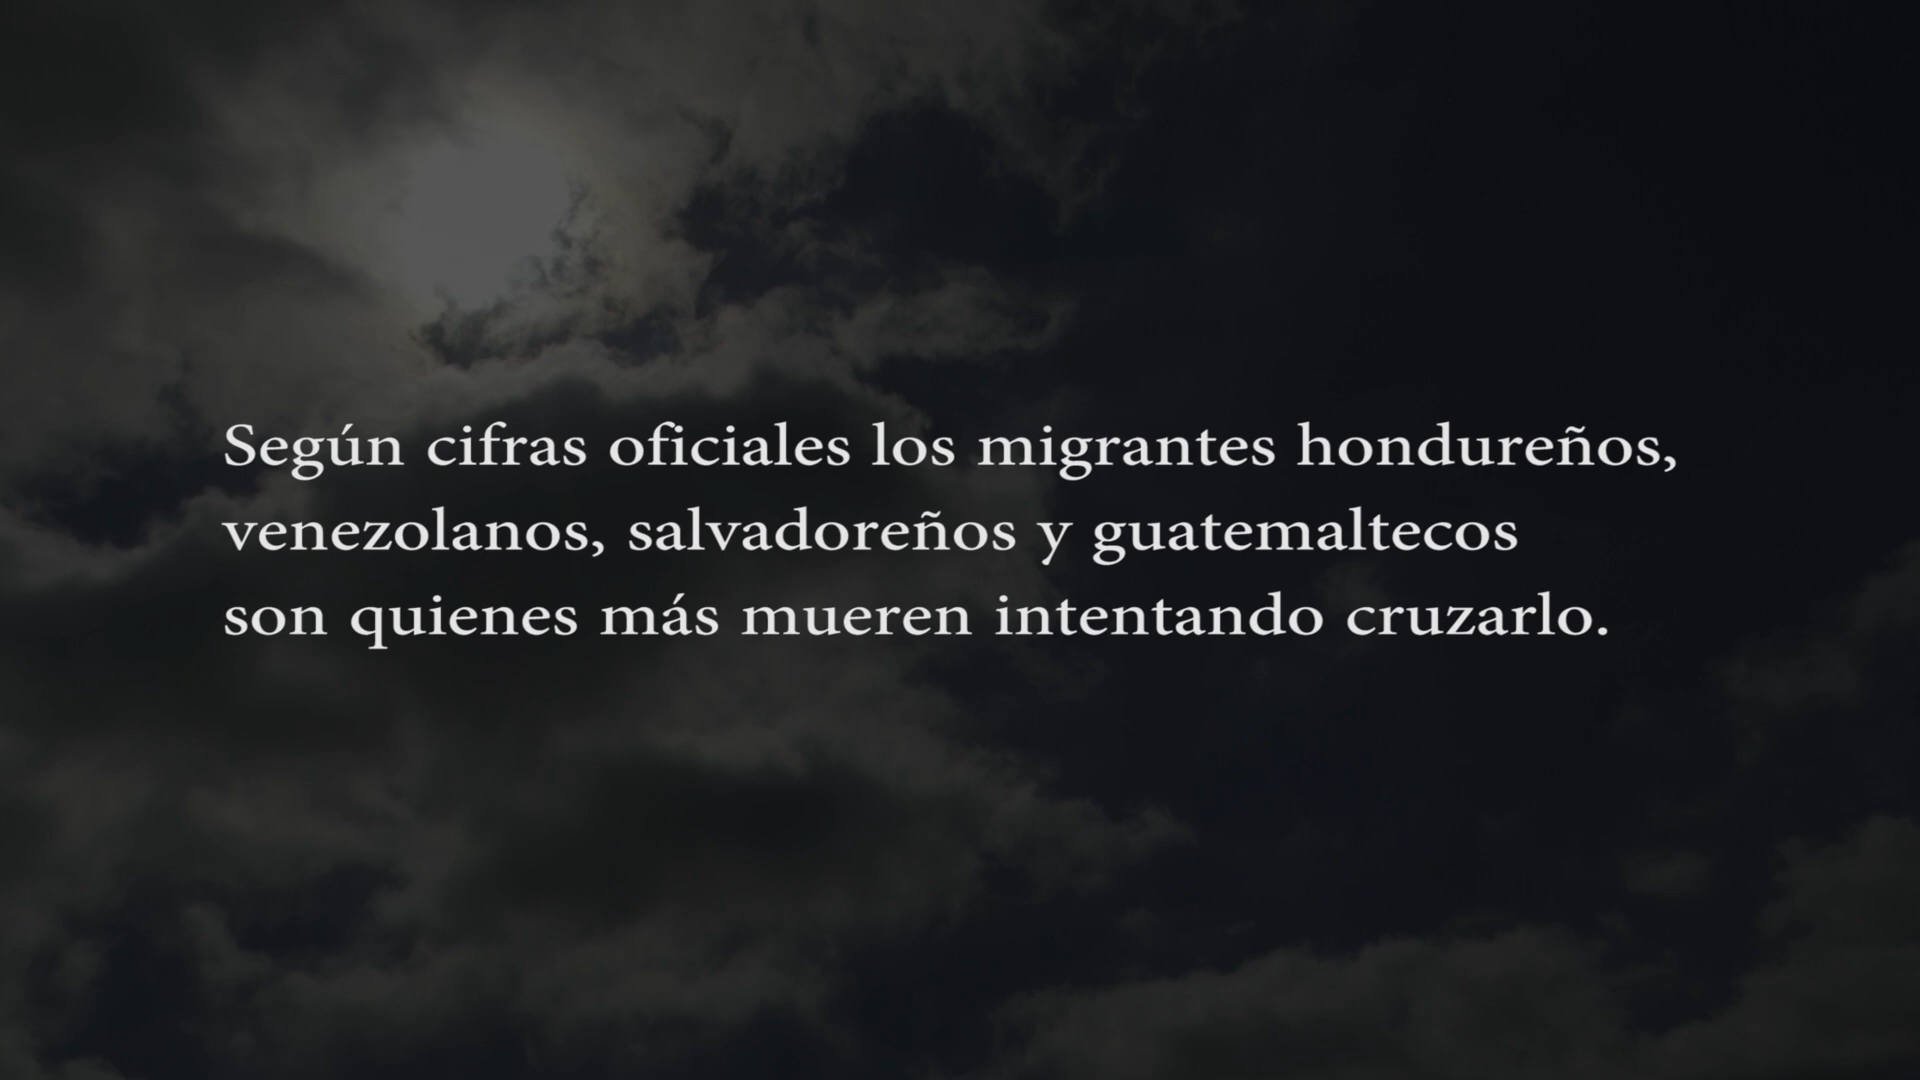 Según cifras oficiales los migrantes hondureños,
venezolanos, salvadoreños y guatemaltecos
son quienes más mueren intentando cruzarlo.